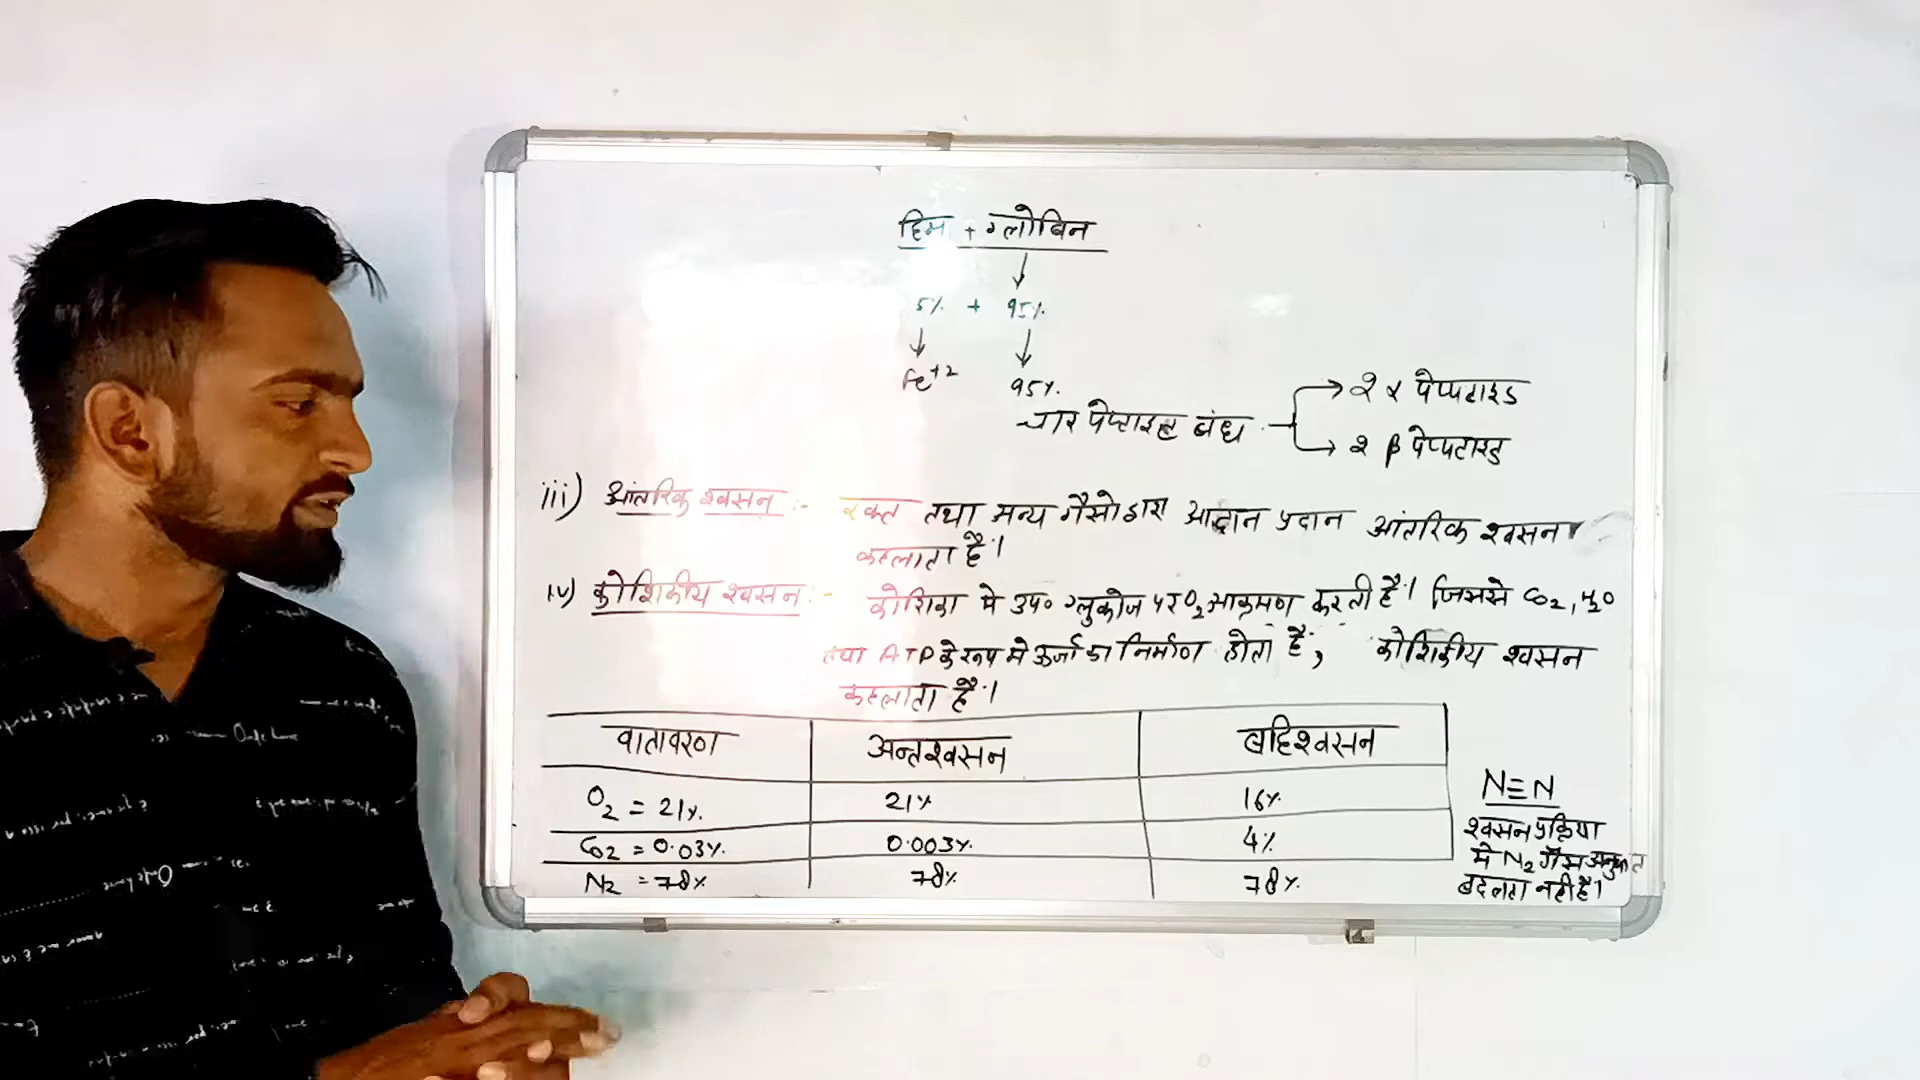 हिम + ग्लोबिन
5% + 95%
Fe+2 95%.
चार पेप्टाइड बंध
2 α पेप्पटाइड
2 β पेप्पटाइड
iii) आंतरिक श्वसन :- रक्त तथा मन्य गैसो द्वारा आदान प्रदान आंतरिक श्वसन
कहलाता है।
iv) कोशिकीय श्वसन :- कोशिका मे उप० ग्लुकोज पर O2 आक्रमण करती है। जिससे CO2, H2O
तथा ATP के रूप मे ऊर्जा का निर्माण होता है, कोशिकीय श्वसन
कहलाता है।
वातावरण अन्तश्वसन बहिश्वसन
O2 = 21%. 21% 16%
CO2 = 0.03%. 0.003% 4%
N2 = 78% 78% 78%.
N≡N
श्वसन प्रक्रिया
मे N2 गैस
बदलता नही है।